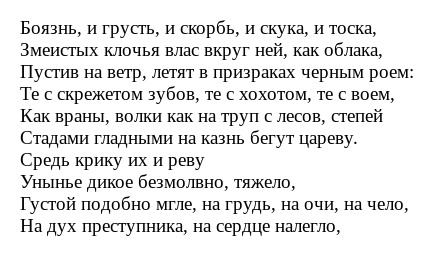 Боязнь, и грусть, и скорбь, и скука, и тоска,
Змеистых клочья влас вкруг ней, как облака,
Пустив на ветр, летят в призраках черным роем:
Те с скрежетом зубов, те с хохотом, те с воем,
Как враны, волки как на труп с лесов, степей
Стадами гладными на казнь бегут цареву.
Средь крику их и реву
Унынье дикое безмолвно, тяжело,
Густой подобно мгле, на грудь, на очи, на чело,
На дух преступника, на сердце налегло,